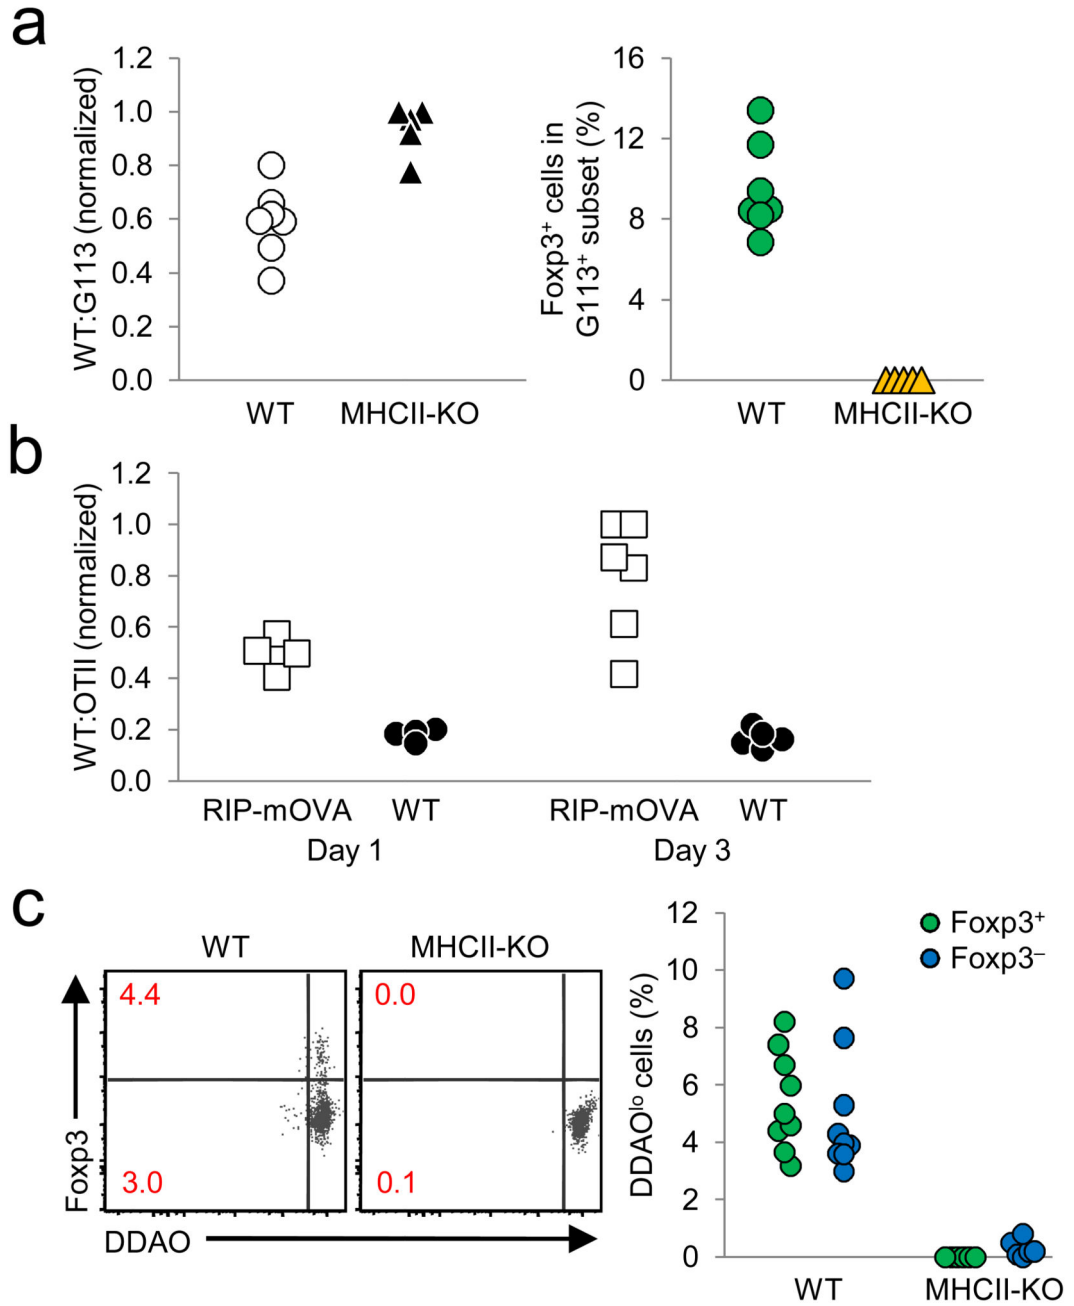 a
WT:G113 (normalized)
1.2
1.0
0.8
0.6
0.4
0.2
0.0
WT MHCII-KO
Foxp3⁺ cells in
G113⁺ subset (%)
16
12
8
4
0
WT MHCII-KO
b
WT:OTII (normalized)
1.2
1.0
0.8
0.6
0.4
0.2
0.0
RIP-mOVA WT RIP-mOVA WT
Day 1 Day 3
c
WT MHCII-KO
4.4 0.0
3.0 0.1
Foxp3
DDAO
DDAOˡᵒ cells (%)
12
10
8
6
4
2
0
Foxp3⁺
Foxp3⁻
WT MHCII-KO